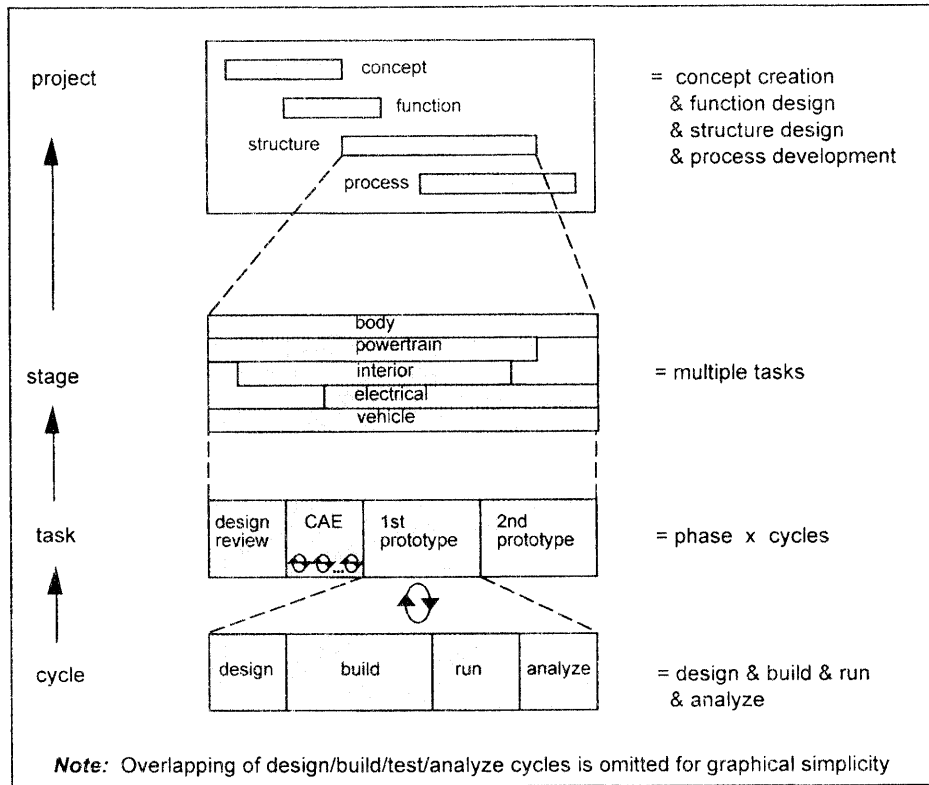 project
concept
function
structure
process
= concept creation
& function design
& structure design
& process development
stage
body
powertrain
interior
electrical
vehicle
= multiple tasks
task
design
review
CAE
...
1st
prototype
2nd
prototype
= phase x cycles
cycle
design
build
run
analyze
= design & build & run
& analyze
Note: Overlapping of design/build/test/analyze cycles is omitted for graphical simplicity